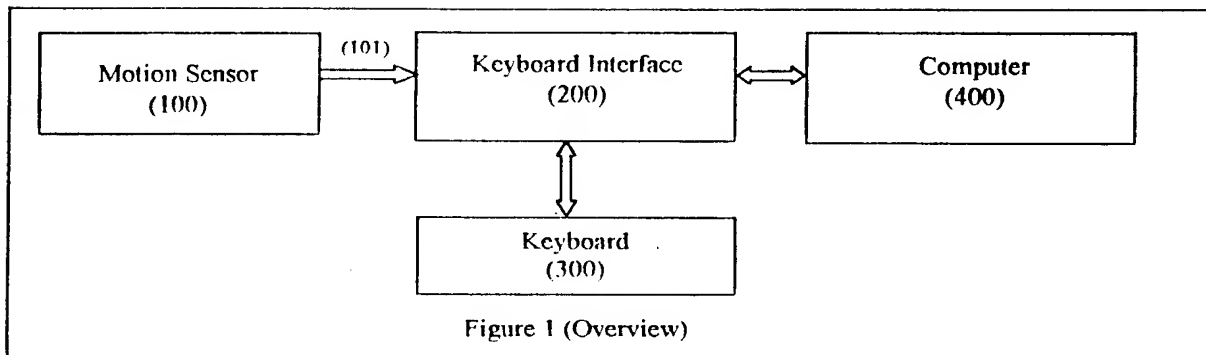 (101)
Motion Sensor
(100)
Keyboard Interface
(200)
Computer
(400)
Keyboard
(300)
Figure 1 (Overview)